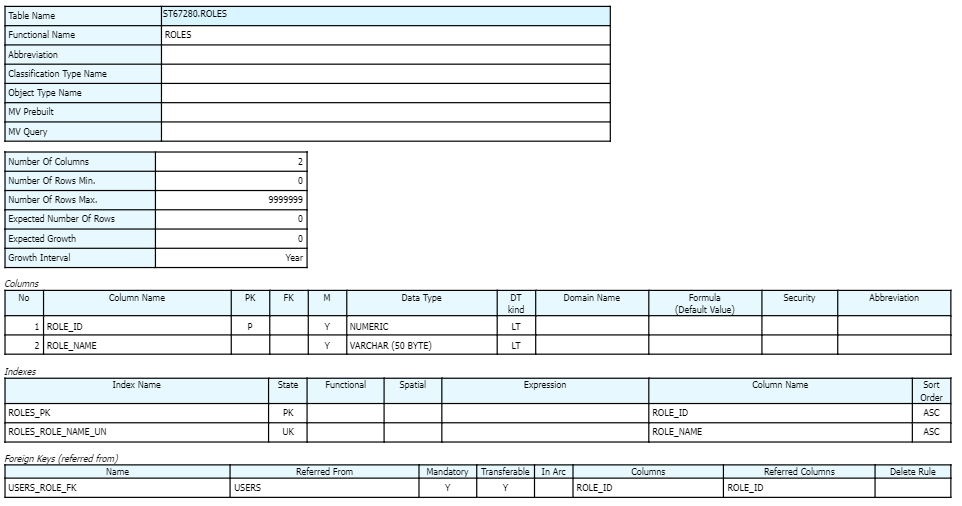 Table Name ST67280.ROLES
Functional Name ROLES
Abbreviation
Classification Type Name
Object Type Name
MV Prebuilt
MV Query
Number Of Columns 2
Number Of Rows Min. 0
Number Of Rows Max. 9999999
Expected Number Of Rows 0
Expected Growth 0
Growth Interval Year
Columns
No Column Name PK FK M Data Type DT kind Domain Name Formula (Default Value) Security Abbreviation
1 ROLE_ID P Y NUMERIC LT
2 ROLE_NAME Y VARCHAR (50 BYTE) LT
Indexes
Index Name State Functional Spatial Expression Column Name Sort Order
ROLES_PK PK ROLE_ID ASC
ROLES_ROLE_NAME_UN UK ROLE_NAME ASC
Foreign Keys (referred from)
Name Referred From Mandatory Transferable In Arc Columns Referred Columns Delete Rule
USERS_ROLE_FK USERS Y Y ROLE_ID ROLE_ID